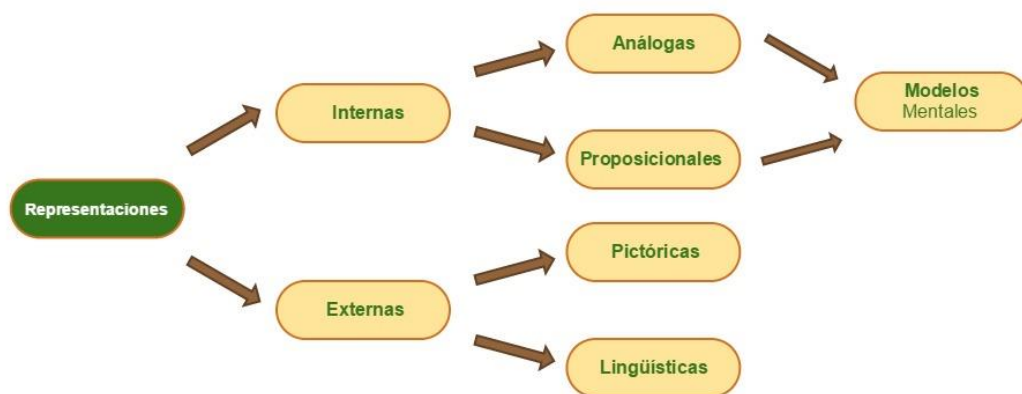 Análogas
Modelos
Mentales
Internas
Proposicionales
Representaciones
Pictóricas
Externas
Lingüísticas